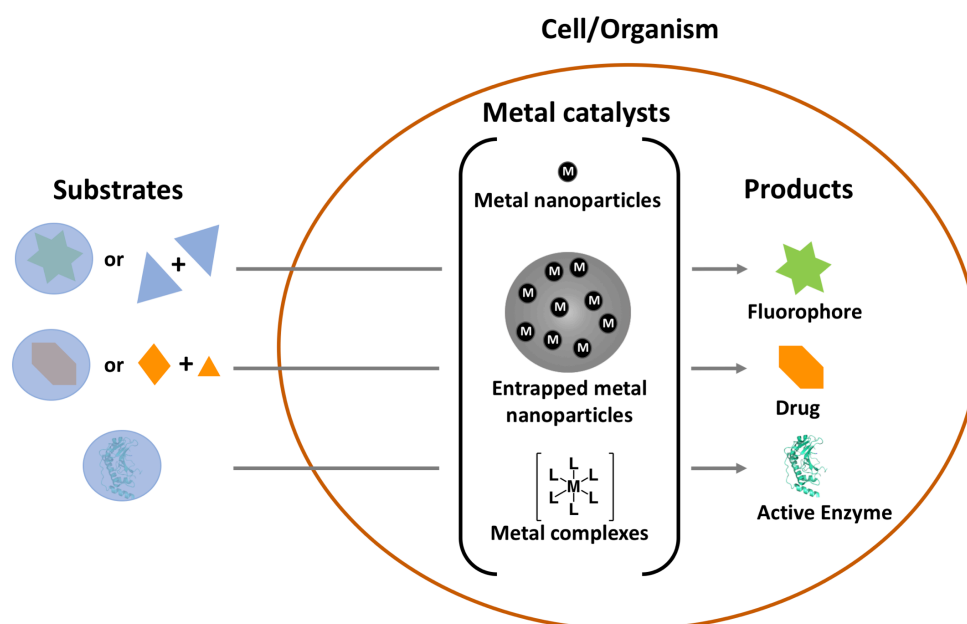 Cell/Organism
Metal catalysts
Substrates
Products
M
Metal nanoparticles
or
+
M
M
M
M
M
M
M
M
M
Fluorophore
or
+
Entrapped metal
nanoparticles
Drug
L
L L
M
L L
L
Metal complexes
Active Enzyme